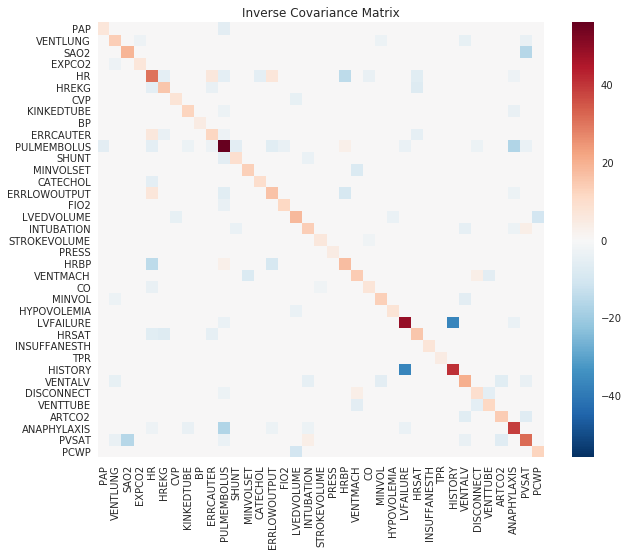 Inverse Covariance Matrix
PAP
VENTLUNG
SAO2
EXPCO2
HR
HREKG
CVP
KINKEDTUBE
BP
ERRCAUTER
PULMEMBOLUS
SHUNT
MINVOLSET
CATECHOL
ERRLOWOUTPUT
FIO2
LVEDVOLUME
INTUBATION
STROKEVOLUME
PRESS
HRBP
VENTMACH
CO
MINVOL
HYPOVOLEMIA
LVFAILURE
HRSAT
INSUFFANESTH
TPR
HISTORY
VENTALV
DISCONNECT
VENTTUBE
ARTCO2
ANAPHYLAXIS
PVSAT
PCWP
PAP
VENTLUNG
SAO2
EXPCO2
HR
HREKG
CVP
KINKEDTUBE
BP
ERRCAUTER
PULMEMBOLUS
SHUNT
MINVOLSET
CATECHOL
ERRLOWOUTPUT
FIO2
LVEDVOLUME
INTUBATION
STROKEVOLUME
PRESS
HRBP
VENTMACH
CO
MINVOL
HYPOVOLEMIA
LVFAILURE
HRSAT
INSUFFANESTH
TPR
HISTORY
VENTALV
DISCONNECT
VENTTUBE
ARTCO2
ANAPHYLAXIS
PVSAT
PCWP
40
20
0
−20
−40